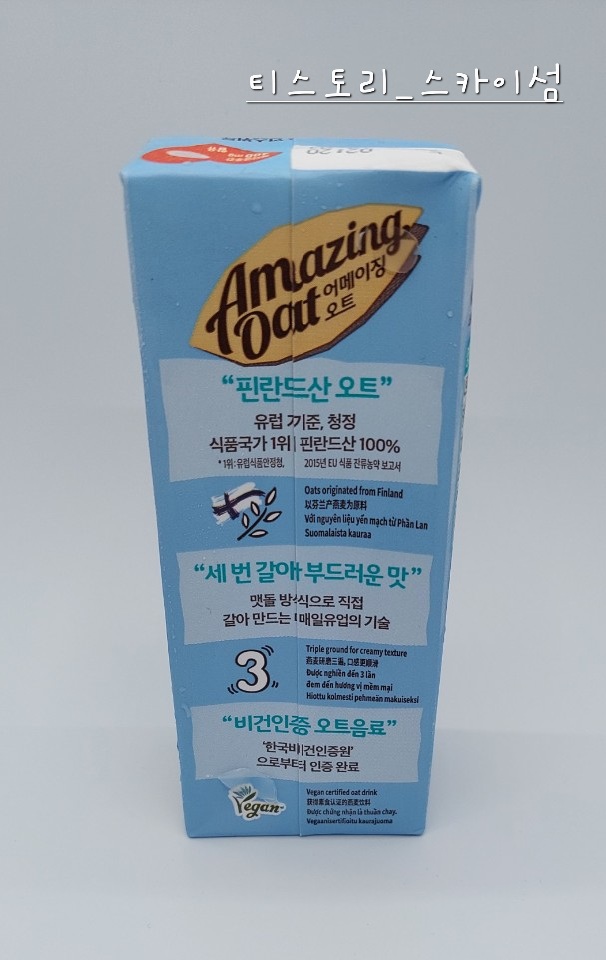 티스토리_스카이섬
Amazing
Oat
어메이징
오트
“핀란드산 오트”
유럽 기준, 청정
식품국가 1위 핀란드산 100%
*1위: 유럽식품안정청, 2015년 EU 식품 잔류농약 보고서
Oats originated from Finland
以芬兰产燕麦为原料
Với nguyên liệu yến mạch từ Phần Lan
Suomalaista kauraa
“세 번 갈아 부드러운 맛”
맷돌 방식으로 직접
갈아 만드는 매일유업의 기술
3
Triple ground for creamy texture
燕麦研磨三遍, 口感更顺滑
Được nghiền đến 3 lần
đem đến hương vị mềm mại
Hiottu kolmesti pehmeän makuiseksi
“비건인증 오트음료”
‘한국비건인증원’
으로부터 인증 완료
Vegan
Vegan certified oat drink
获得素食认证的燕麦饮料
Được chứng nhận là thuần chay.
Vegaanisertifioitu kaurajuoma